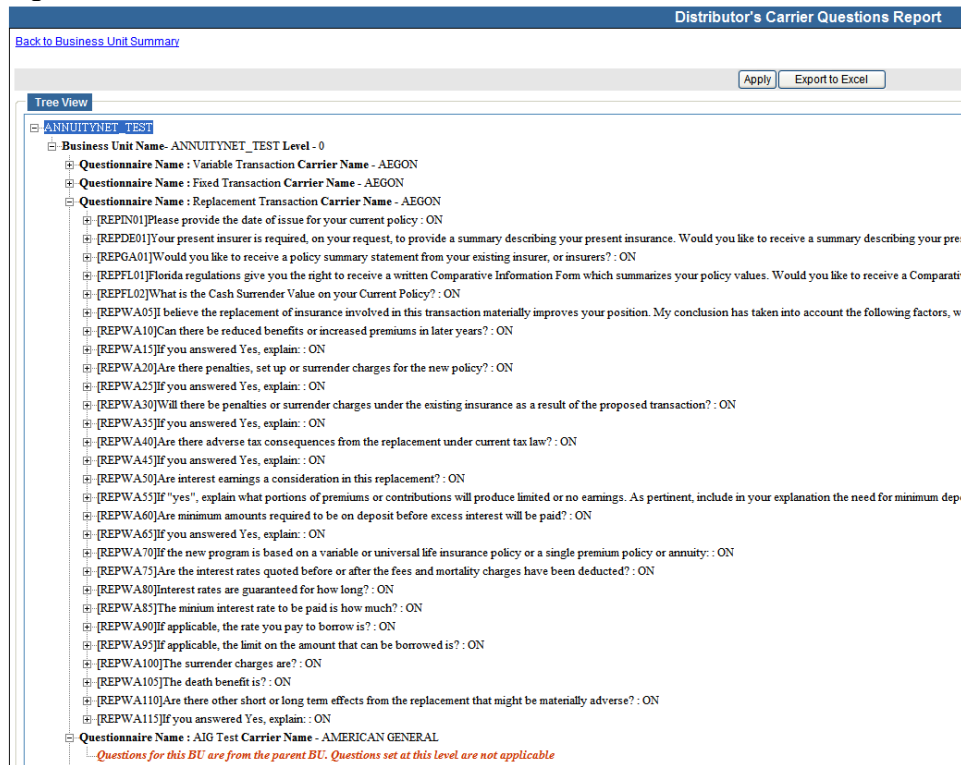 Distributor's Carrier Questions Report
Back to Business Unit Summary
Apply Export to Excel
Tree View
ANNUITYNET_TEST
Business Unit Name- ANNUITYNET_TEST Level - 0
Questionnaire Name : Variable Transaction Carrier Name - AEGON
Questionnaire Name : Fixed Transaction Carrier Name - AEGON
Questionnaire Name : Replacement Transaction Carrier Name - AEGON
[REPIN01]Please provide the date of issue for your current policy : ON
[REPDE01]Your present insurer is required, on your request, to provide a summary describing your present insurance. Would you like to receive a summary describing your pre
[REPGA01]Would you like to receive a policy summary statement from your existing insurer, or insurers? : ON
[REPFL01]Florida regulations give you the right to receive a written Comparative Information Form which summarizes your policy values. Would you like to receive a Comparati
[REPFL02]What is the Cash Surrender Value on your Current Policy? : ON
[REPWA05]I believe the replacement of insurance involved in this transaction materially improves your position. My conclusion has taken into account the following factors, w
[REPWA10]Can there be reduced benefits or increased premiums in later years? : ON
[REPWA15]If you answered Yes, explain: : ON
[REPWA20]Are there penalties, set up or surrender charges for the new policy? : ON
[REPWA25]If you answered Yes, explain: : ON
[REPWA30]Will there be penalties or surrender charges under the existing insurance as a result of the proposed transaction? : ON
[REPWA35]If you answered Yes, explain: : ON
[REPWA40]Are there adverse tax consequences from the replacement under current tax law? : ON
[REPWA45]If you answered Yes, explain: : ON
[REPWA50]Are interest earnings a consideration in this replacement? : ON
[REPWA55]If "yes", explain what portions of premiums or contributions will produce limited or no earnings. As pertinent, include in your explanation the need for minimum dep
[REPWA60]Are minimum amounts required to be on deposit before excess interest will be paid? : ON
[REPWA65]If you answered Yes, explain: : ON
[REPWA70]If the new program is based on a variable or universal life insurance policy or a single premium policy or annuity: : ON
[REPWA75]Are the interest rates quoted before or after the fees and mortality charges have been deducted? : ON
[REPWA80]Interest rates are guaranteed for how long? : ON
[REPWA85]The minium interest rate to be paid is how much? : ON
[REPWA90]If applicable, the rate you pay to borrow is? : ON
[REPWA95]If applicable, the limit on the amount that can be borrowed is? : ON
[REPWA100]The surrender charges are? : ON
[REPWA105]The death benefit is? : ON
[REPWA110]Are there other short or long term effects from the replacement that might be materially adverse? : ON
[REPWA115]If you answered Yes, explain: : ON
Questionnaire Name : AIG Test Carrier Name - AMERICAN GENERAL
Questions for this BU are from the parent BU. Questions set at this level are not applicable